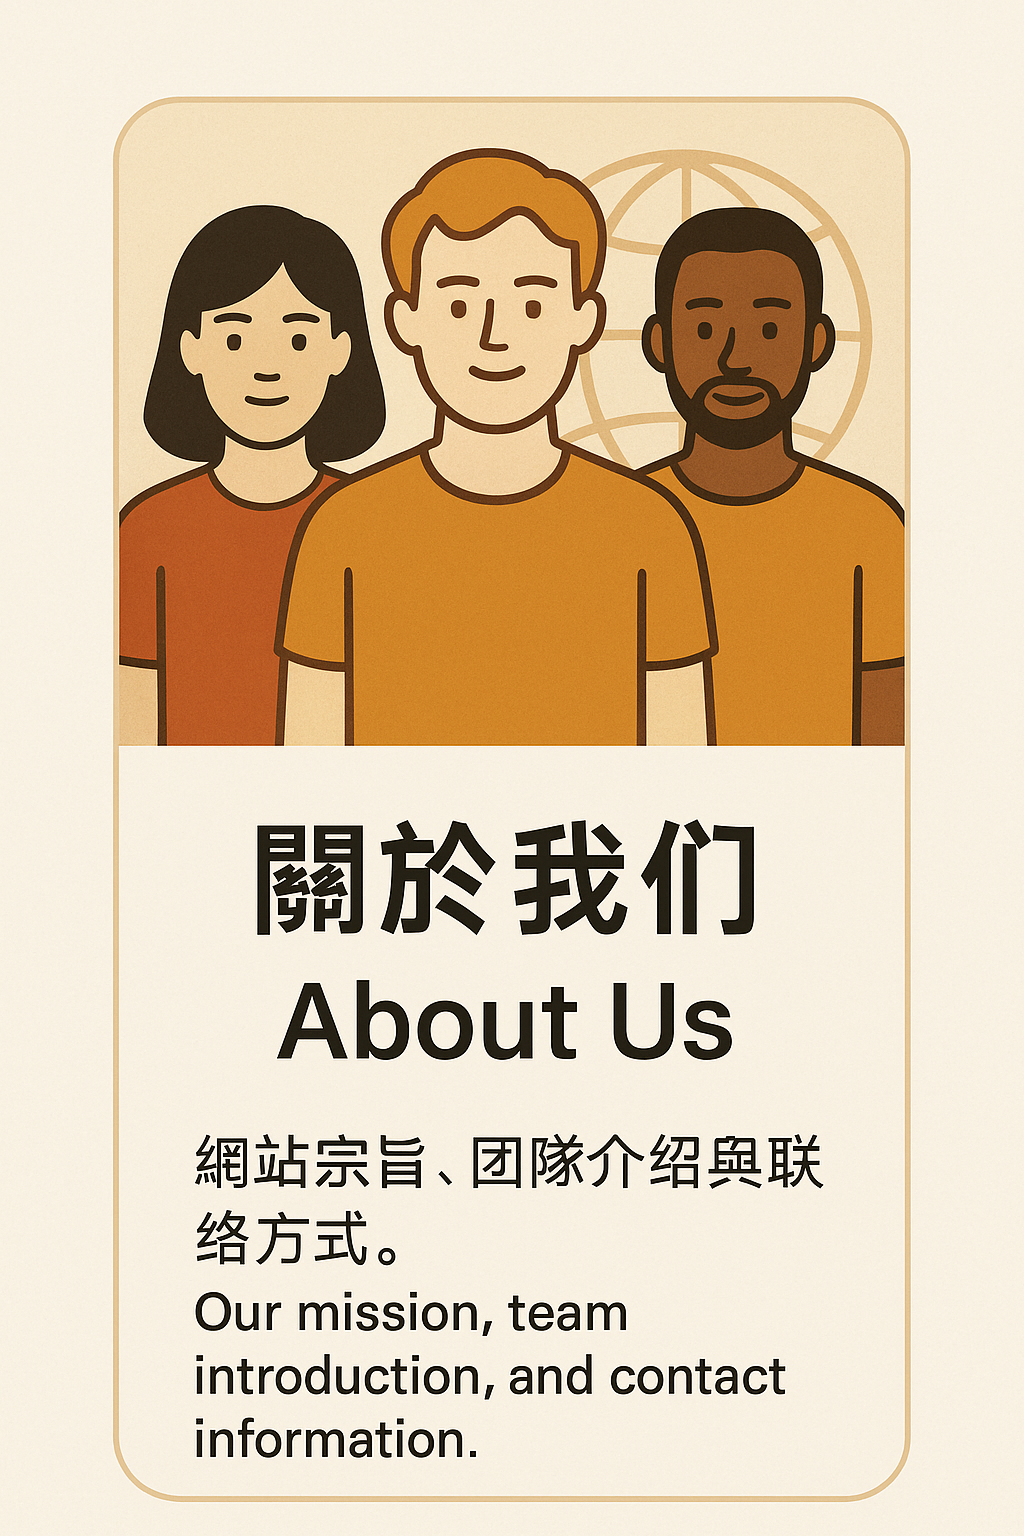 關於我们
About Us
網站宗旨、团隊介绍與联
络方式。
Our mission, team
introduction, and contact
information.